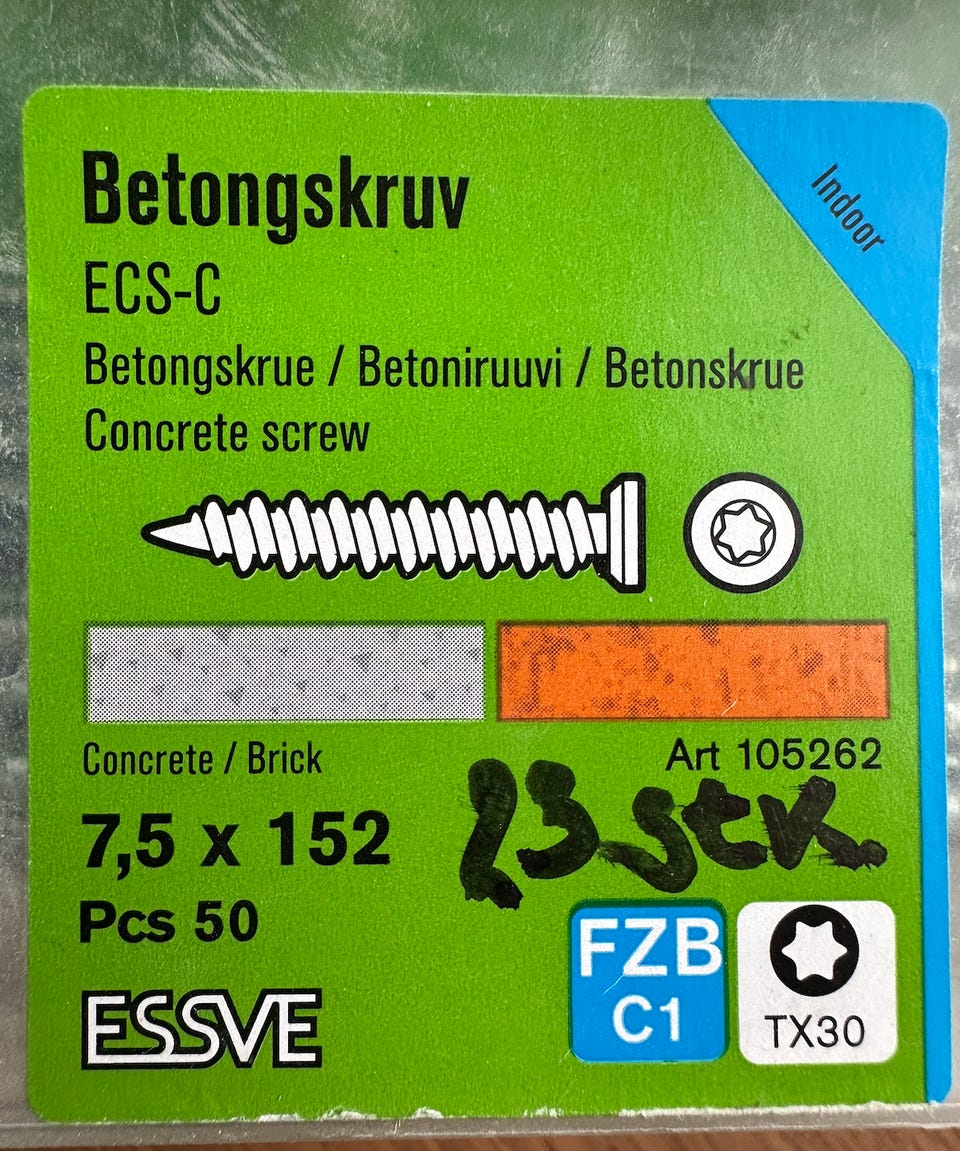 Indoor
Betongskruv
ECS-C
Betongskrue / Betoniruuvi / Betonskrue
Concrete screw
Concrete / Brick
Art 105262
7,5 x 152
23 stk.
Pcs 50
FZB
C1
TX30
ESSVE